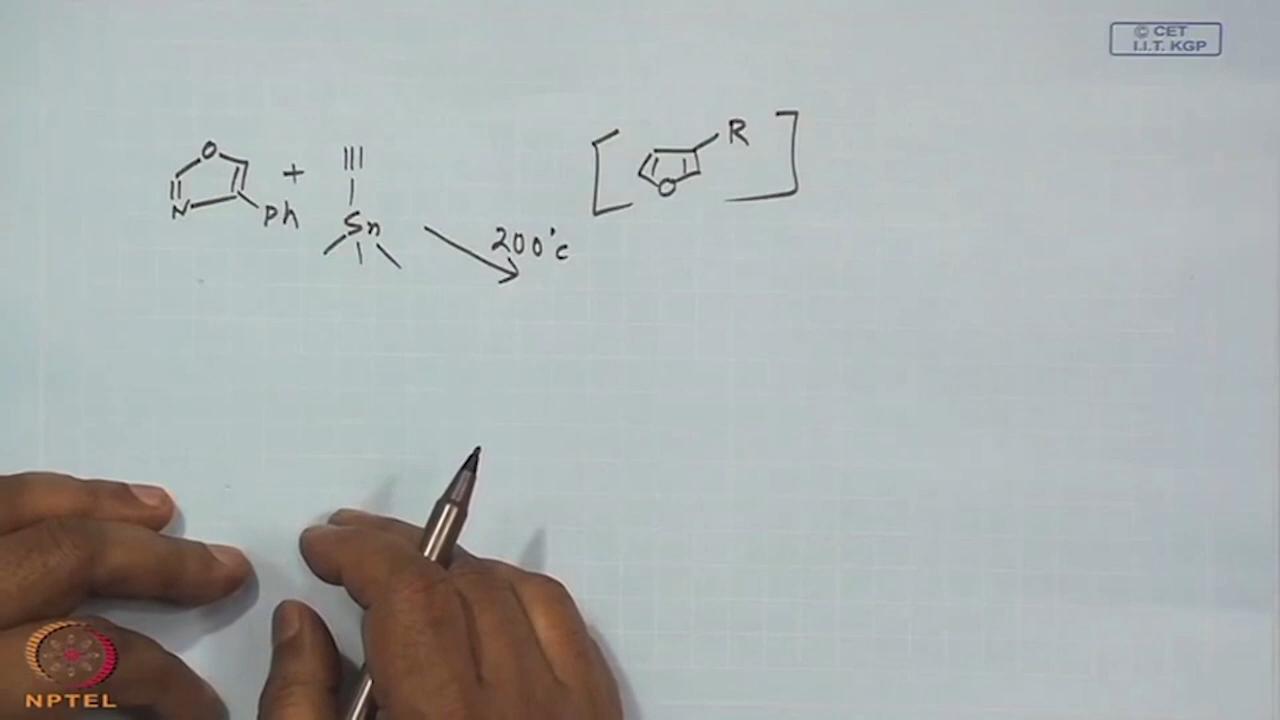 © CET
I.I.T. KGP
R
O
O
N
Ph
+
Sn
200°C
NPTEL